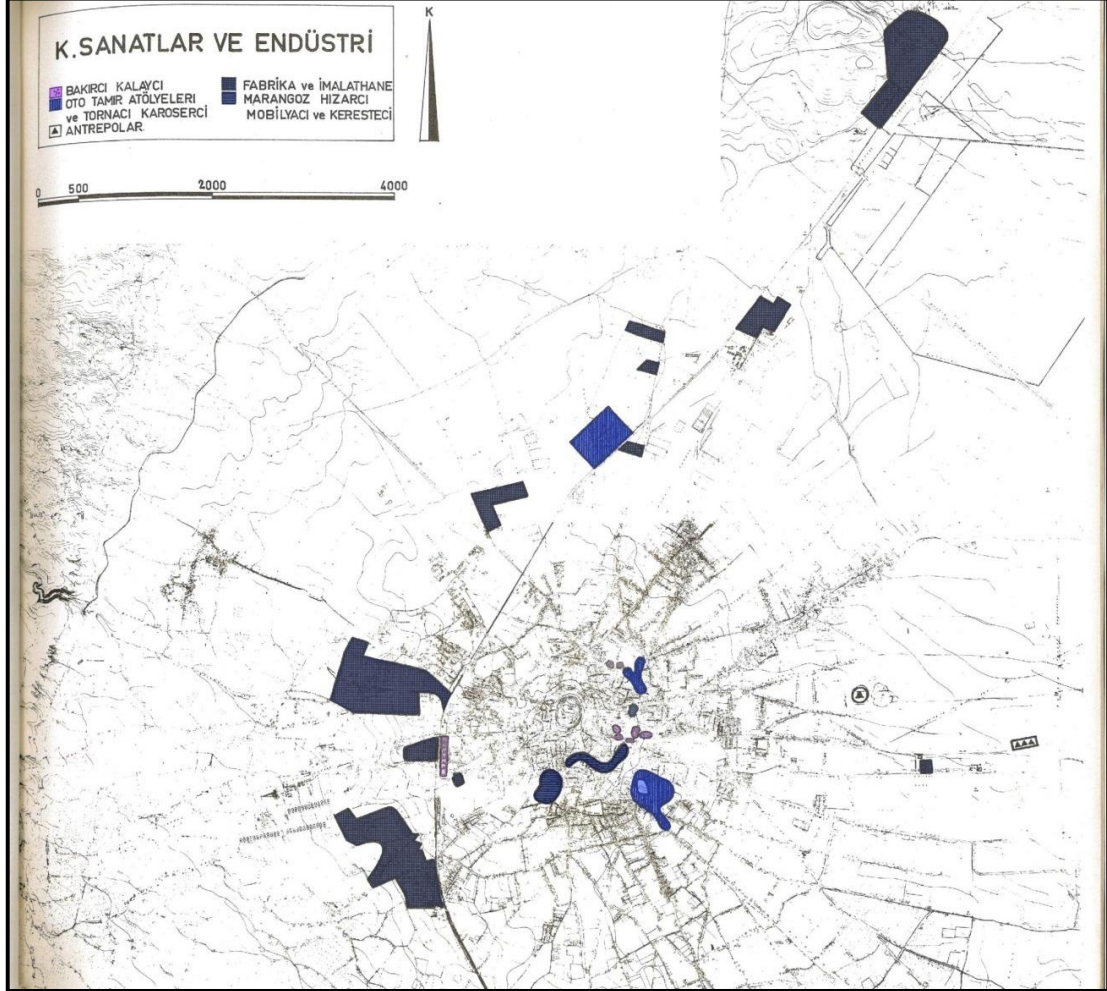 K
K.SANATLAR VE ENDÜSTRİ
BAKIRCI KALAYCI
OTO TAMİR ATÖLYELERİ
ve TORNACI KAROSERCİ
ANTREPOLAR
FABRİKA ve İMALATHANE
MARANGOZ HIZARCI
MOBİLYACI ve KERESTECİ
0 500 2000 4000